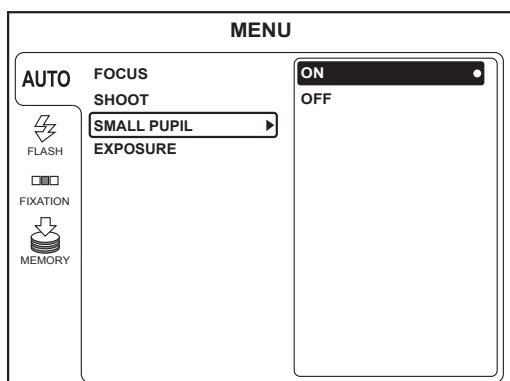 MENU
AUTO
FLASH
FIXATION
MEMORY
FOCUS
SHOOT
SMALL PUPIL
EXPOSURE
ON
OFF